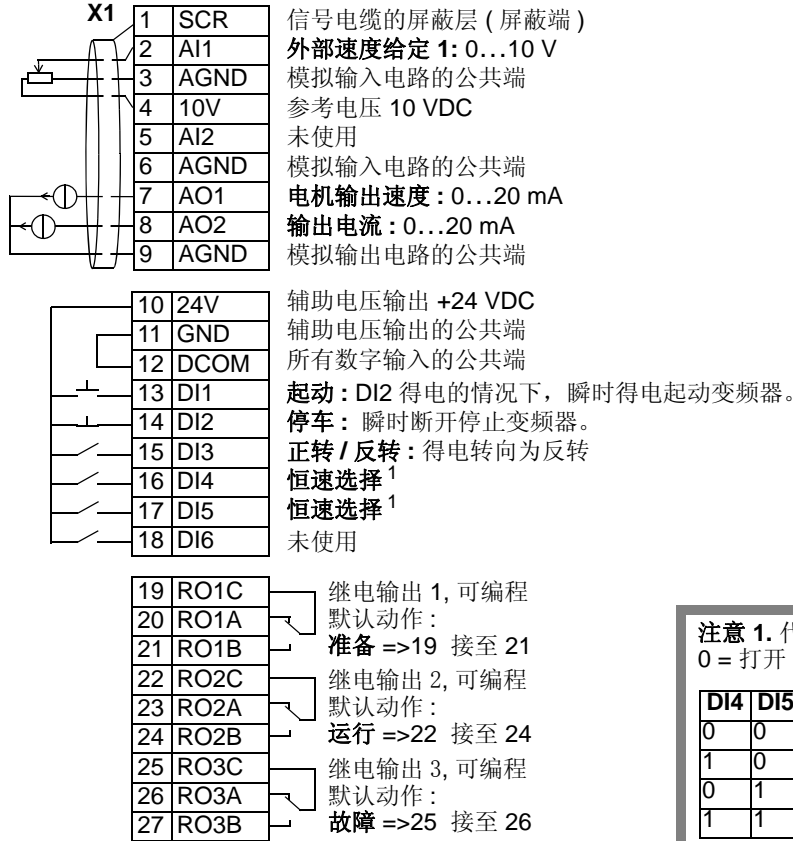 X1
1 SCR 信号电缆的屏蔽层 ( 屏蔽端 )
2 AI1 外部速度给定 1: 0…10 V
3 AGND 模拟输入电路的公共端
4 10V 参考电压 10 VDC
5 AI2 未使用
6 AGND 模拟输入电路的公共端
7 AO1 电机输出速度 : 0…20 mA
8 AO2 输出电流 : 0…20 mA
9 AGND 模拟输出电路的公共端
10 24V 辅助电压输出 +24 VDC
11 GND 辅助电压输出的公共端
12 DCOM 所有数字输入的公共端
13 DI1 起动 : DI2 得电的情况下，瞬时得电起动变频器。
14 DI2 停车 : 瞬时断开停止变频器。
15 DI3 正转 / 反转 : 得电转向为反转
16 DI4 恒速选择 1
17 DI5 恒速选择 1
18 DI6 未使用
19 RO1C 继电输出 1, 可编程
20 RO1A 默认动作 :
21 RO1B 准备 =>19 接至 21
22 RO2C 继电输出 2, 可编程
23 RO2A 默认动作 :
24 RO2B 运行 =>22 接至 24
25 RO3C 继电输出 3, 可编程
26 RO3A 默认动作 :
27 RO3B 故障 =>25 接至 26
注意 1. 代
0 = 打开
DI4 DI5
0 0
1 0
0 1
1 1